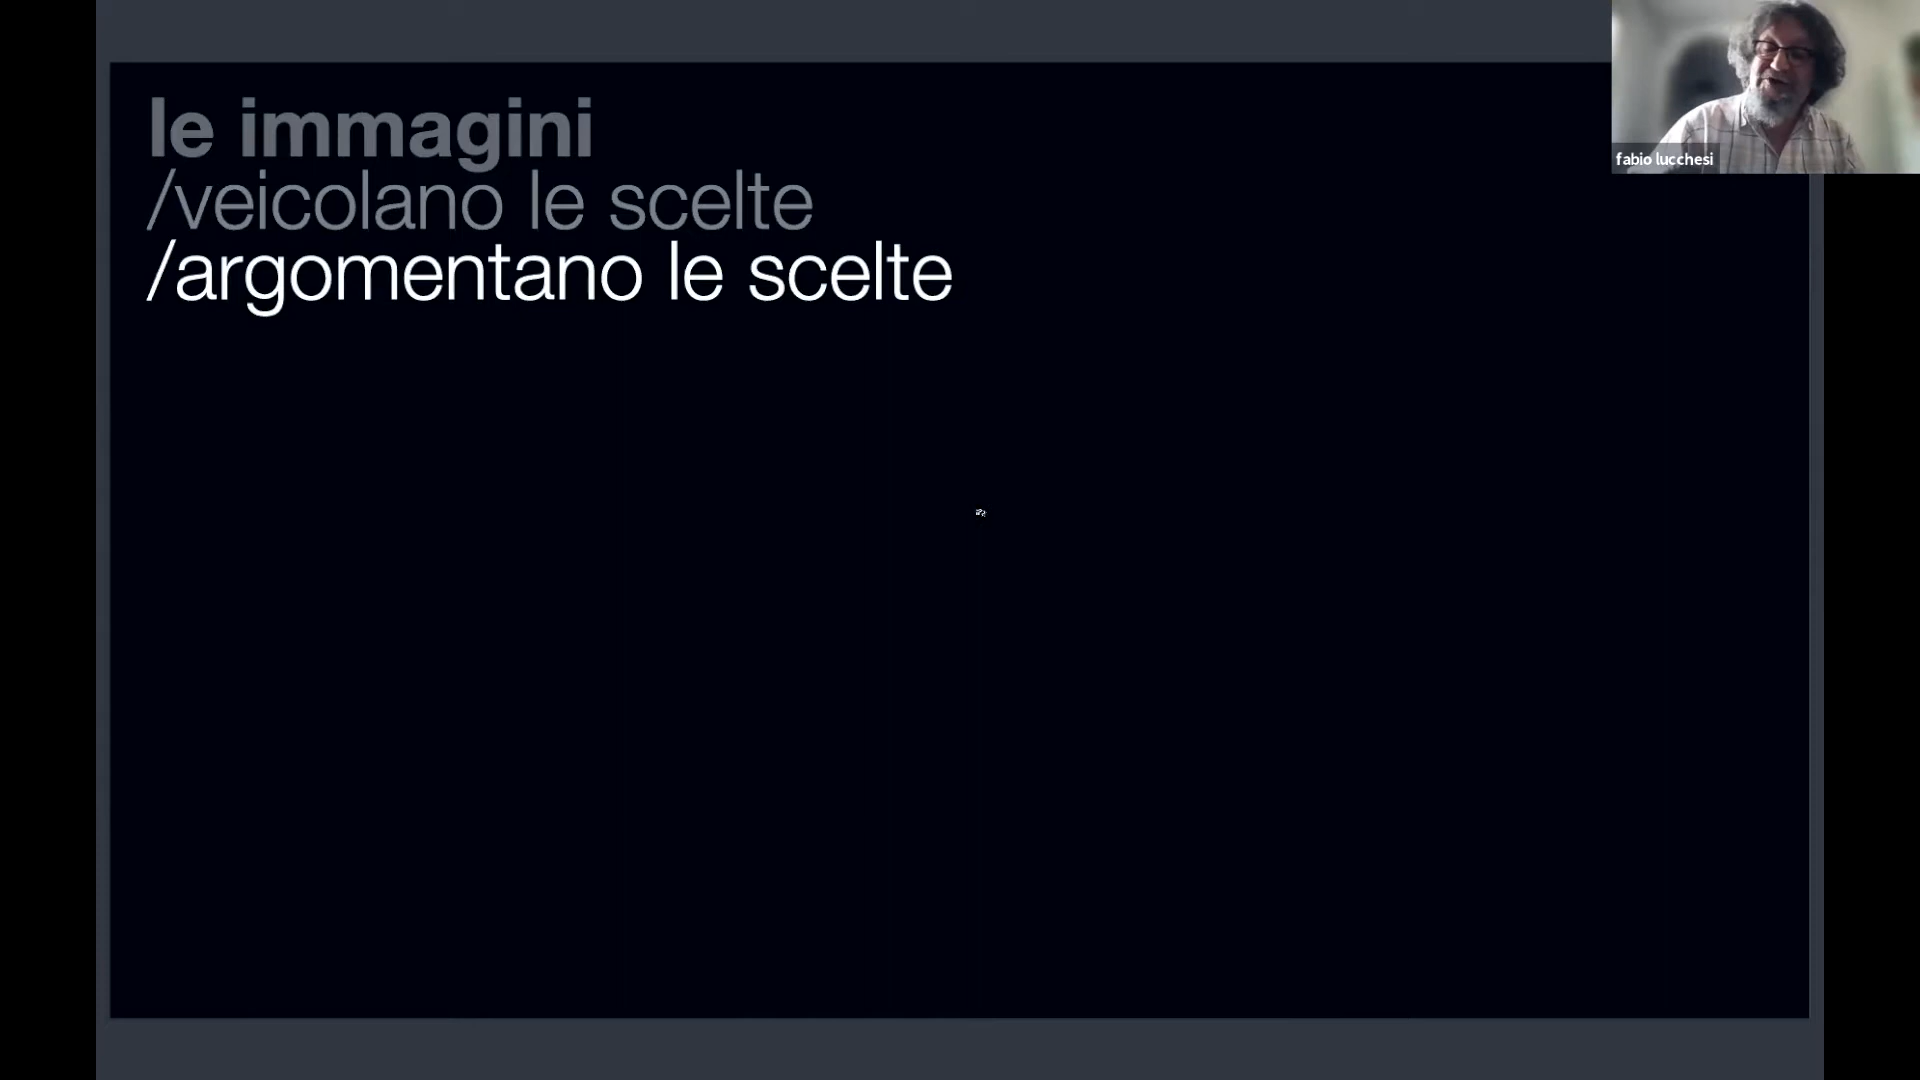 le immagini
/veicolano le scelte
/argomentano le scelte
fabio lucchesi